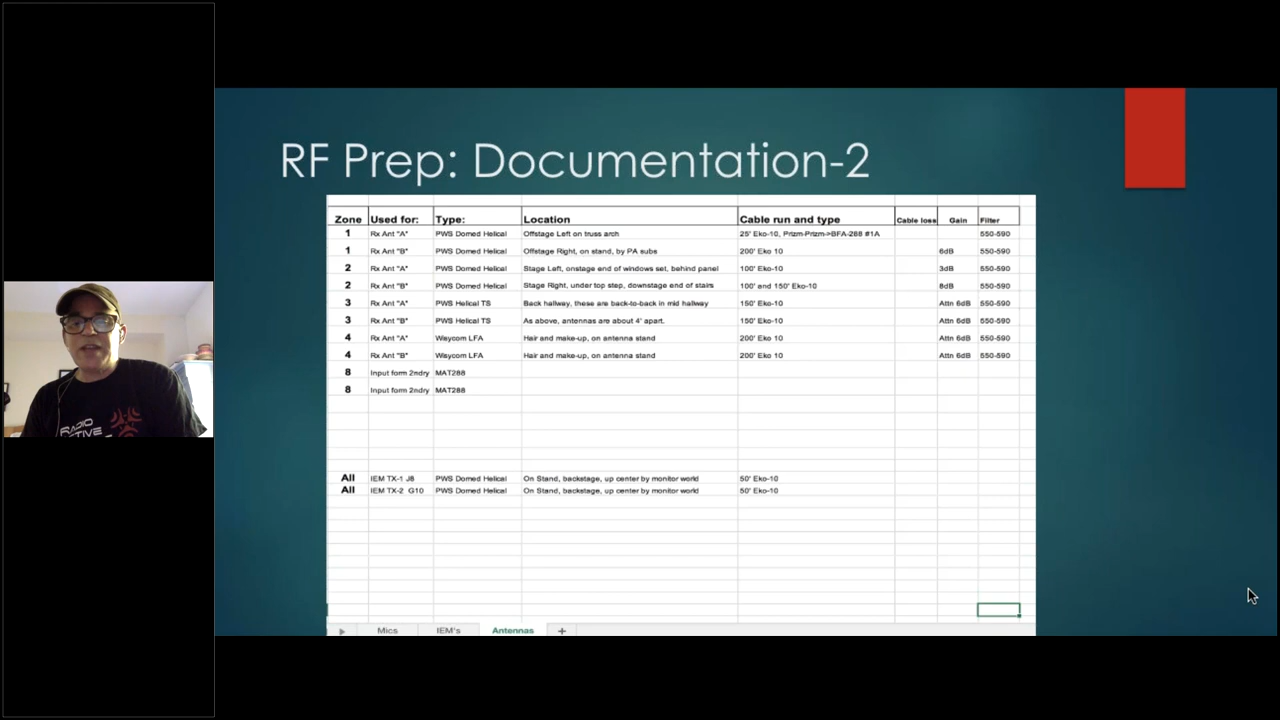 RF Prep: Documentation-2
Zone Used for: Type: Location Cable run and type Cable loss Gain Filter
1 Rx Ant "A" PWS Domed Helical Offstage Left on truss arch 25' Eko-10, Prizm-Prizm->BFA-288 #1A 550-590
1 Rx Ant "B" PWS Domed Helical Offstage Right, on stand, by PA subs 200' Eko 10 6dB 550-590
2 Rx Ant "A" PWS Domed Helical Stage Left, onstage end of windows set, behind panel 100' Eko-10 3dB 550-590
2 Rx Ant "B" PWS Domed Helical Stage Right, under top step, downstage end of stairs 100' and 150' Eko-10 8dB 550-590
3 Rx Ant "A" PWS Helical TS Back hallway, these are back-to-back in mid hallway 150' Eko-10 Attn 6dB 550-590
3 Rx Ant "B" PWS Helical TS As above, antennas are about 4' apart. 150' Eko-10 Attn 6dB 550-590
4 Rx Ant "A" Wisycom LFA Hair and make-up, on antenna stand 200' Eko 10 Attn 6dB 550-590
4 Rx Ant "B" Wisycom LFA Hair and make-up, on antenna stand 200' Eko 10 Attn 6dB 550-590
8 Input form 2ndry MAT288
8 Input form 2ndry MAT288
All IEM TX-1 J8 PWS Domed Helical On Stand, backstage, up center by monitor world 50' Eko-10
All IEM TX-2 G10 PWS Domed Helical On Stand, backstage, up center by monitor world 50' Eko-10
Mics IEM's Antennas +
RADIO